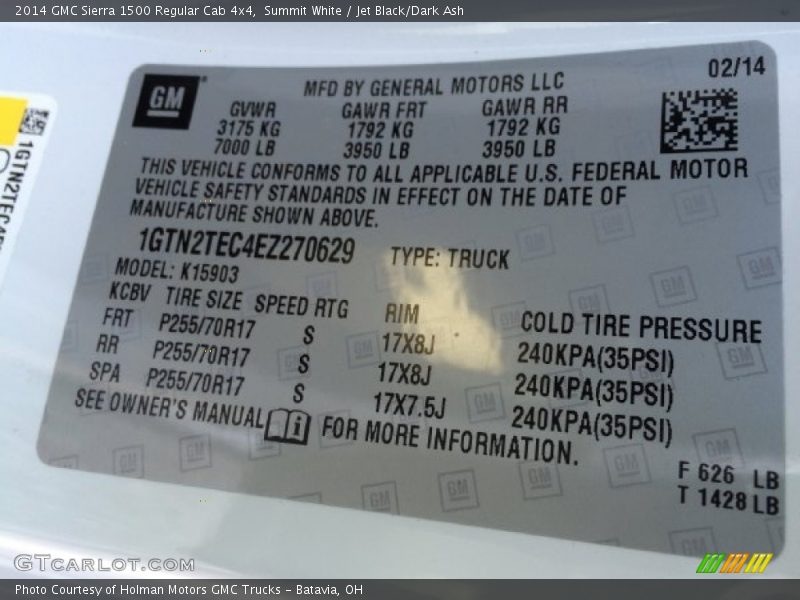 2014 GMC Sierra 1500 Regular Cab 4x4, Summit White / Jet Black/Dark Ash
02/14
GM
MFD BY GENERAL MOTORS LLC
GVWR GAWR FRT GAWR RR
3175 KG 1792 KG 1792 KG
7000 LB 3950 LB 3950 LB
THIS VEHICLE CONFORMS TO ALL APPLICABLE U.S. FEDERAL MOTOR
VEHICLE SAFETY STANDARDS IN EFFECT ON THE DATE OF
MANUFACTURE SHOWN ABOVE.
1GTN2TEC4EZ270629 TYPE: TRUCK
MODEL: K15903
KCBV TIRE SIZE SPEED RTG RIM COLD TIRE PRESSURE
FRT P255/70R17 S 17X8J 240KPA(35PSI)
RR P255/70R17 S 17X8J 240KPA(35PSI)
SPA P255/70R17 S 17X7.5J 240KPA(35PSI)
SEE OWNER'S MANUAL i FOR MORE INFORMATION.
F 626 LB
T 1428 LB
1GTN2TEC4E
GTCARLOT.COM
Photo Courtesy of Holman Motors GMC Trucks - Batavia, OH